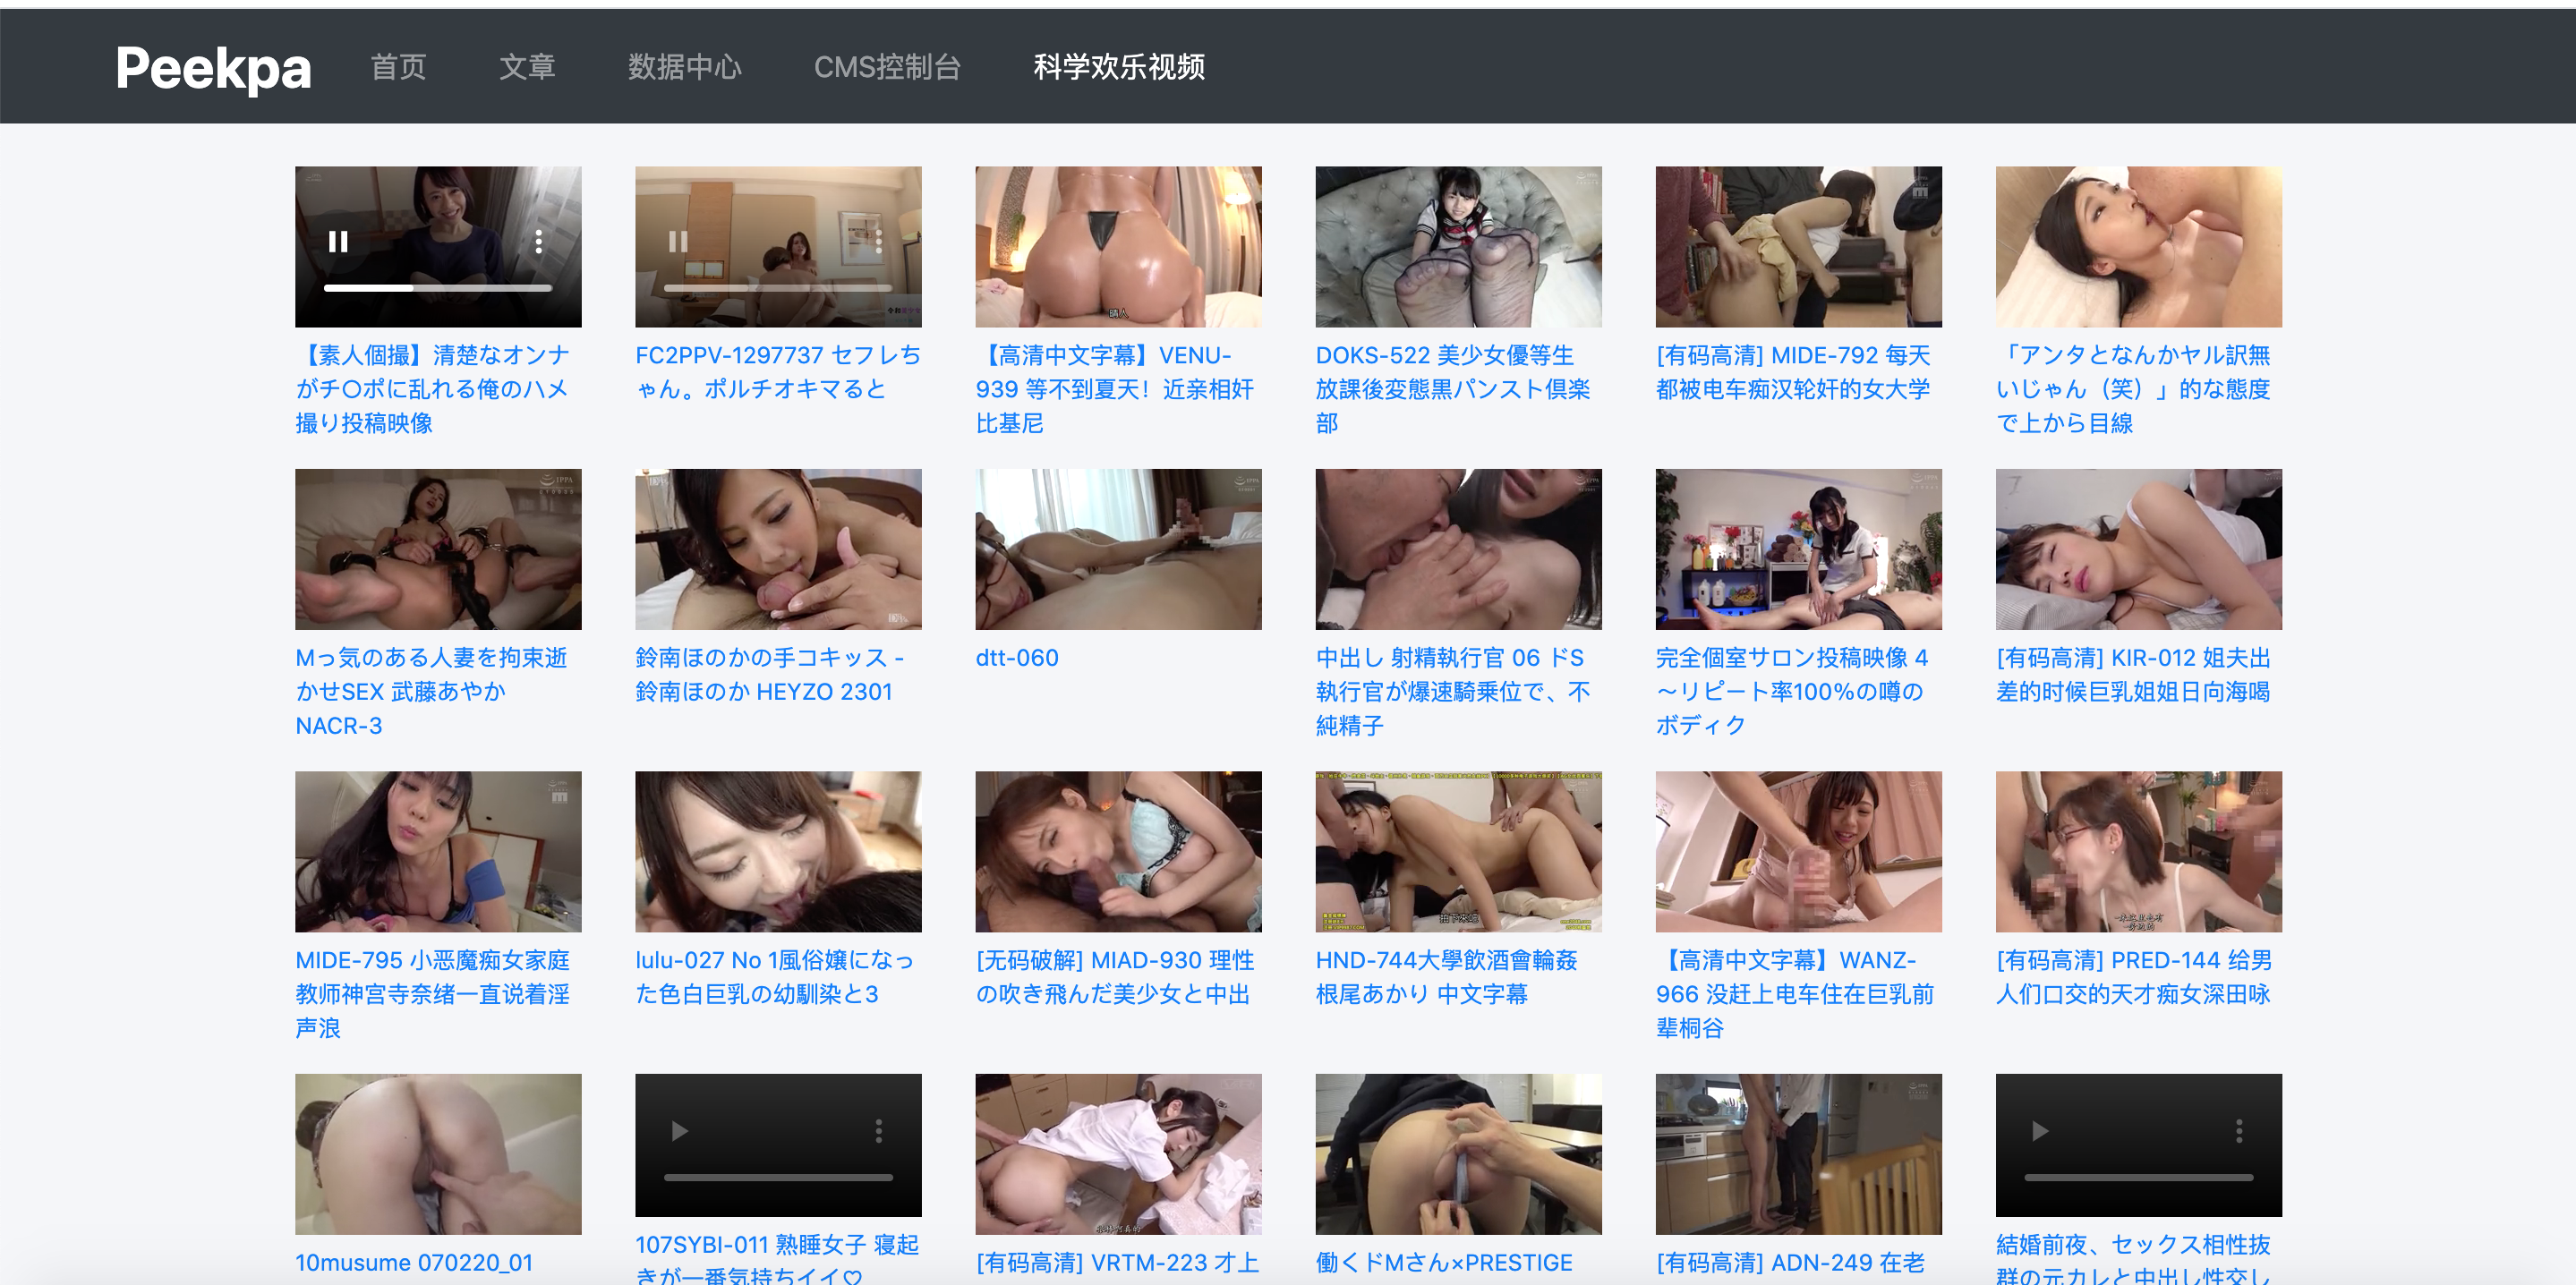 Peekpa 首页 文章 数据中心 CMS控制台 科学欢乐视频
【素人個撮】清楚なオンナ
がチ〇ポに乱れる俺のハメ
撮り投稿映像
FC2PPV-1297737 セフレち
ゃん。ポルチオキマると
晴人
【高清中文字幕】VENU-
939 等不到夏天！近亲相奸
比基尼
DOKS-522 美少女優等生
放課後変態黒パンスト倶楽
部
[有码高清] MIDE-792 每天
都被电车痴汉轮奸的女大学
「アンタとなんかヤル訳無
いじゃん（笑）」的な態度
で上から目線
Mっ気のある人妻を拘束逝
かせSEX 武藤あやか
NACR-3
鈴南ほのかの手コキッス -
鈴南ほのか HEYZO 2301
dtt-060
中出し 射精執行官 06 ドS
執行官が爆速騎乗位で、不
純精子
完全個室サロン投稿映像 4
～リピート率100%の噂の
ボディク
[有码高清] KIR-012 姐夫出
差的时候巨乳姐姐日向海喝
MIDE-795 小恶魔痴女家庭
教师神宫寺奈绪一直说着淫
声浪
lulu-027 No 1風俗嬢になっ
た色白巨乳の幼馴染と3
[无码破解] MIAD-930 理性
の吹き飛んだ美少女と中出
HND-744大學飲酒會輪姦
根尾あかり 中文字幕
【高清中文字幕】WANZ-
966 没赶上电车住在巨乳前
辈桐谷
[有码高清] PRED-144 给男
人们口交的天才痴女深田咏
10musume 070220_01
107SYBI-011 熟睡女子 寝起
きが一番気持ちイイ♡
[有码高清] VRTM-223 才上
働くドMさん×PRESTIGE
[有码高清] ADN-249 在老
結婚前夜、セックス相性抜
群の元カレと中出し性交し